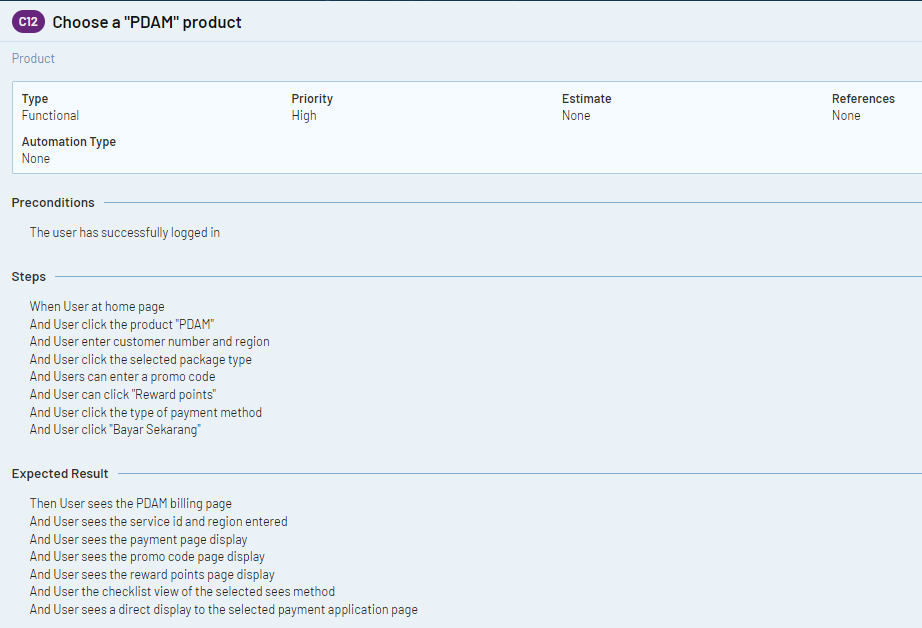 C12 Choose a "PDAM" product
Product
Type Priority Estimate References
Functional High None None
Automation Type
None
Preconditions
The user has successfully logged in
Steps
When User at home page
And User click the product "PDAM"
And User enter customer number and region
And User click the selected package type
And Users can enter a promo code
And User can click "Reward points"
And User click the type of payment method
And User click "Bayar Sekarang"
Expected Result
Then User sees the PDAM billing page
And User sees the service id and region entered
And User sees the payment page display
And User sees the promo code page display
And User sees the reward points page display
And User the checklist view of the selected sees method
And User sees a direct display to the selected payment application page